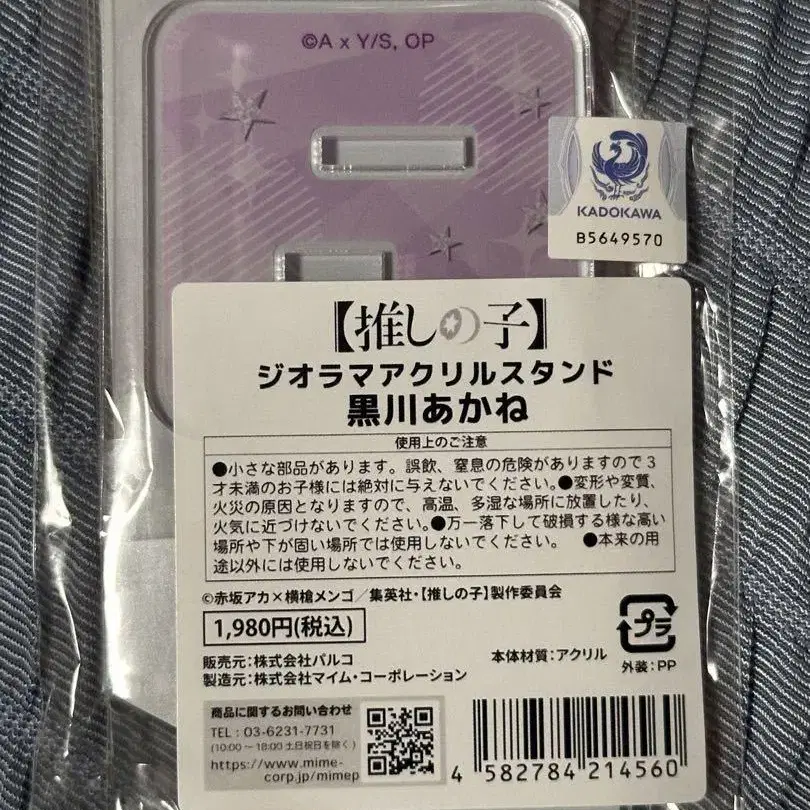 ©A x Y/S, OP
KADOKAWA
B5649570
【推しの子】
ジオラマアクリルスタンド
黒川あかね
使用上のご注意
●小さな部品があります。誤飲、窒息の危険がありますので3
才未満のお子様には絶対に与えないでください。●変形や変質、
火災の原因となりますので、高温、多湿な場所に放置したり、
火気に近づけないでください。●万一落下して破損する様な高い
場所や下が固い場所では使用しないでください。 ●本来の用
途以外には使用しないでください。
©赤坂アカ×横槍メンゴ／集英社・【推しの子】製作委員会
1,980円(税込)
プラ
販売元：株式会社パルコ
本体材質：アクリル
製造元：株式会社マイム・コーポレーション
外装：PP
商品に関するお問い合わせ
TEL：03-6231-7731
(10:00～18:00 土日祝日を除く)
https://www.mime-
corp.jp/mimep
4 582784 214560